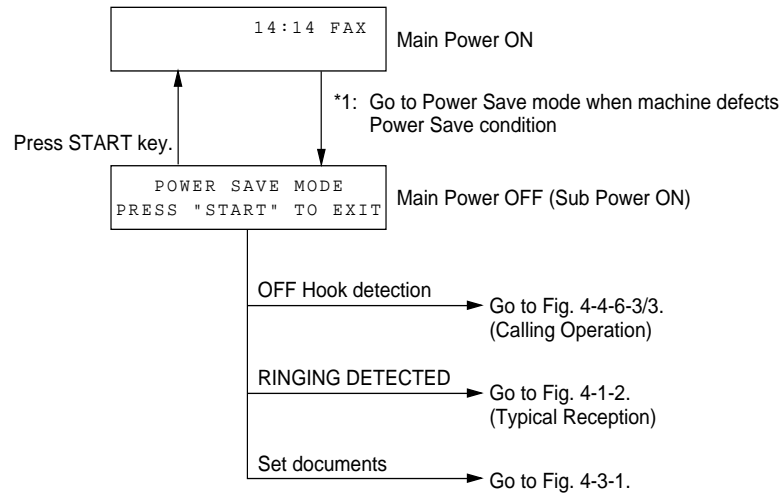 14:14 FAX
Main Power ON
*1: Go to Power Save mode when machine defects
Power Save condition
Press START key.
POWER SAVE MODE
PRESS "START" TO EXIT
Main Power OFF (Sub Power ON)
OFF Hook detection
Go to Fig. 4-4-6-3/3.
(Calling Operation)
RINGING DETECTED
Go to Fig. 4-1-2.
(Typical Reception)
Set documents
Go to Fig. 4-3-1.